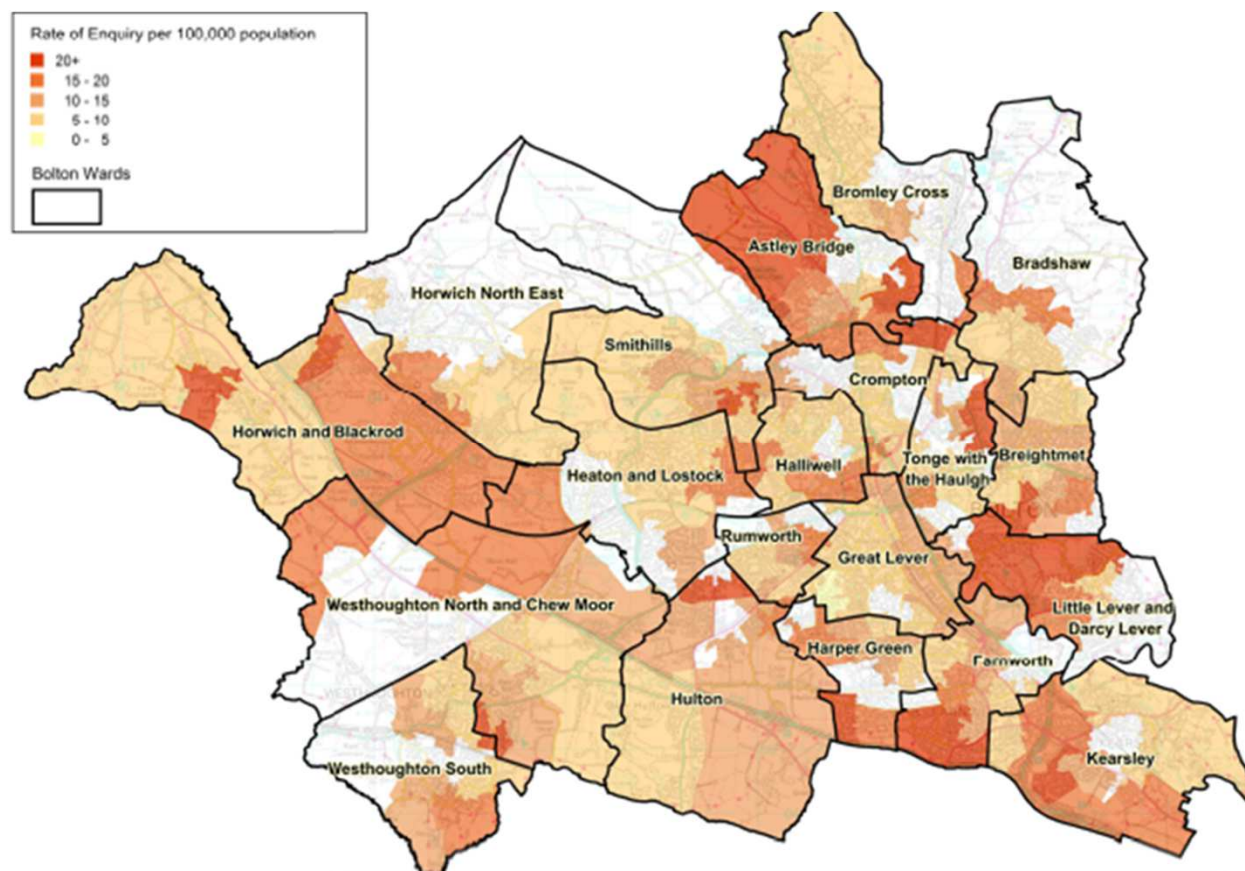 Rate of Enquiry per 100,000 population
20+
15 - 20
10 - 15
5 - 10
0 - 5
Bolton Wards
Bromley Cross
Astley Bridge
Bradshaw
Horwich North East
Smithills
Crompton
Horwich and Blackrod
Heaton and Lostock
Halliwell
Tonge with
the Haulgh
Breightmet
Rumworth
Great Lever
Westhoughton North and Chew Moor
Little Lever and
Darcy Lever
Harper Green
Farnworth
Hulton
Westhoughton South
Kearsley